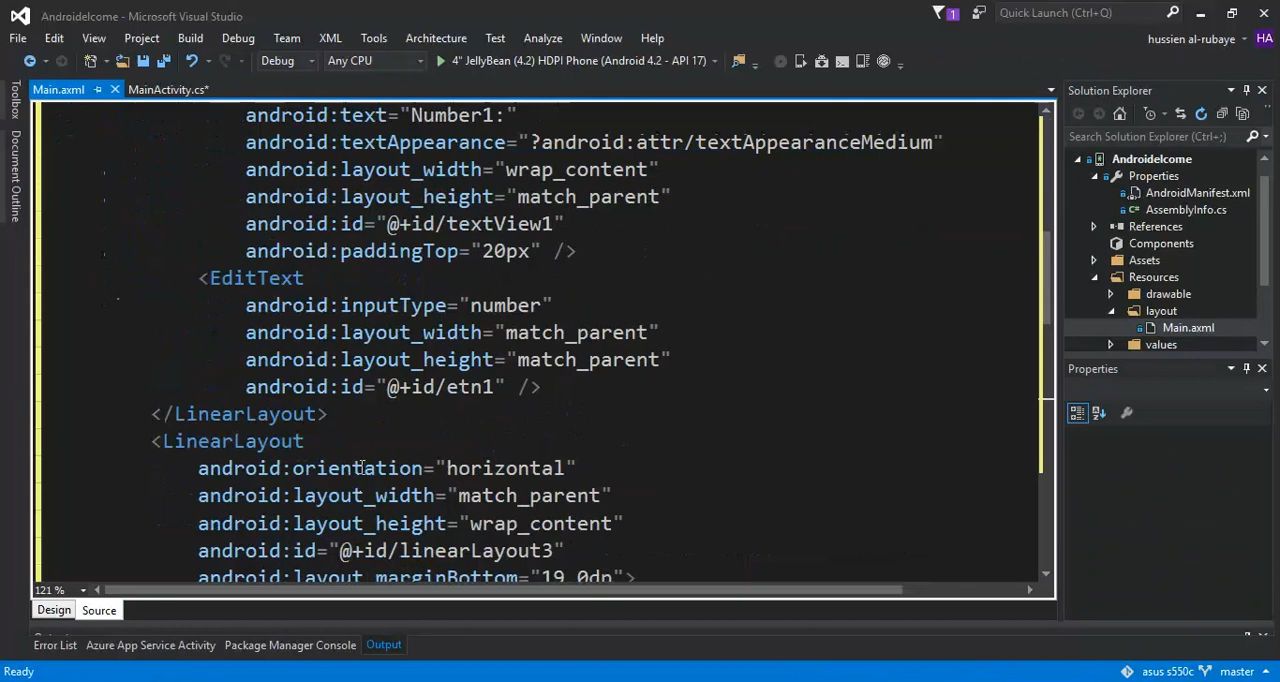 Androidelcome - Microsoft Visual Studio
1
Quick Launch (Ctrl+Q)
File Edit View Project Build Debug Team XML Tools Architecture Test Analyze Window Help
hussien al-rubaye
HA
Debug Any CPU 4" JellyBean (4.2) HDPI Phone (Android 4.2 - API 17)
Toolbox
Document Outline
Main.axml MainActivity.cs*
android:text="Number1:"
android:textAppearance="?android:attr/textAppearanceMedium"
android:layout_width="wrap_content"
android:layout_height="match_parent"
android:id="@+id/textView1"
android:paddingTop="20px" />
<EditText
android:inputType="number"
android:layout_width="match_parent"
android:layout_height="match_parent"
android:id="@+id/etn1" />
</LinearLayout>
<LinearLayout
android:orientation="horizontal"
android:layout_width="match_parent"
android:layout_height="wrap_content"
android:id="@+id/linearLayout3"
android:layout_marginBottom="19.0dp">
121 %
Design Source
Solution Explorer
Search Solution Explorer (Ctrl+;)
Androidelcome
Properties
AndroidManifest.xml
AssemblyInfo.cs
References
Components
Assets
Resources
drawable
layout
Main.axml
values
Properties
Error List Azure App Service Activity Package Manager Console Output
Ready
asus s550c master